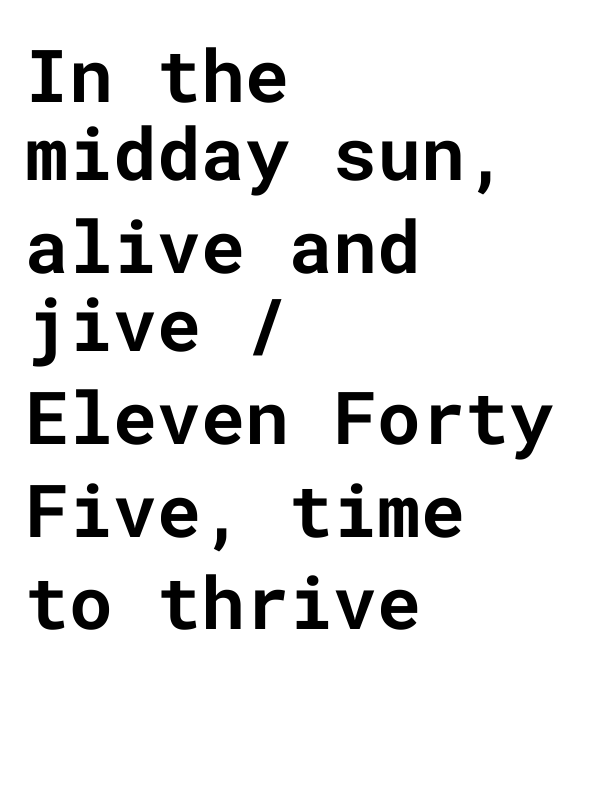 In the
midday sun,
alive and
jive /
Eleven Forty
Five, time
to thrive